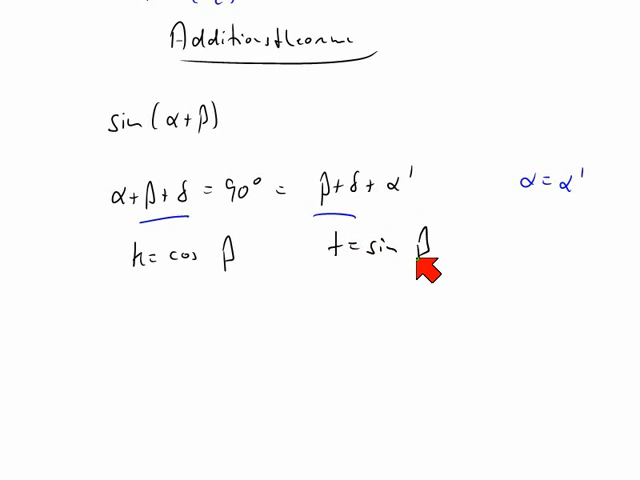 Additionstheoreme
sin(α+β)
α+β+δ = 90° = β+δ+α' α=α'
h= cos β t= sin β